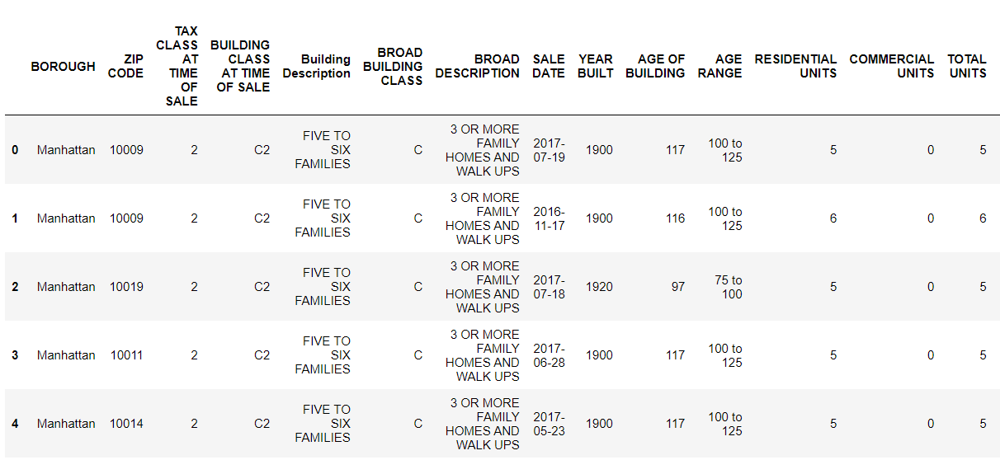 BOROUGH ZIP CODE TAX CLASS AT TIME OF SALE BUILDING CLASS AT TIME OF SALE Building Description BROAD BUILDING CLASS BROAD DESCRIPTION SALE DATE YEAR BUILT AGE OF BUILDING AGE RANGE RESIDENTIAL UNITS COMMERCIAL UNITS TOTAL UNITS
0 Manhattan 10009 2 C2 FIVE TO SIX FAMILIES C 3 OR MORE FAMILY HOMES AND WALK UPS 2017-07-19 1900 117 100 to 125 5 0 5
1 Manhattan 10009 2 C2 FIVE TO SIX FAMILIES C 3 OR MORE FAMILY HOMES AND WALK UPS 2016-11-17 1900 116 100 to 125 6 0 6
2 Manhattan 10019 2 C2 FIVE TO SIX FAMILIES C 3 OR MORE FAMILY HOMES AND WALK UPS 2017-07-18 1920 97 75 to 100 5 0 5
3 Manhattan 10011 2 C2 FIVE TO SIX FAMILIES C 3 OR MORE FAMILY HOMES AND WALK UPS 2017-06-28 1900 117 100 to 125 5 0 5
4 Manhattan 10014 2 C2 FIVE TO SIX FAMILIES C 3 OR MORE FAMILY HOMES AND WALK UPS 2017-05-23 1900 117 100 to 125 5 0 5